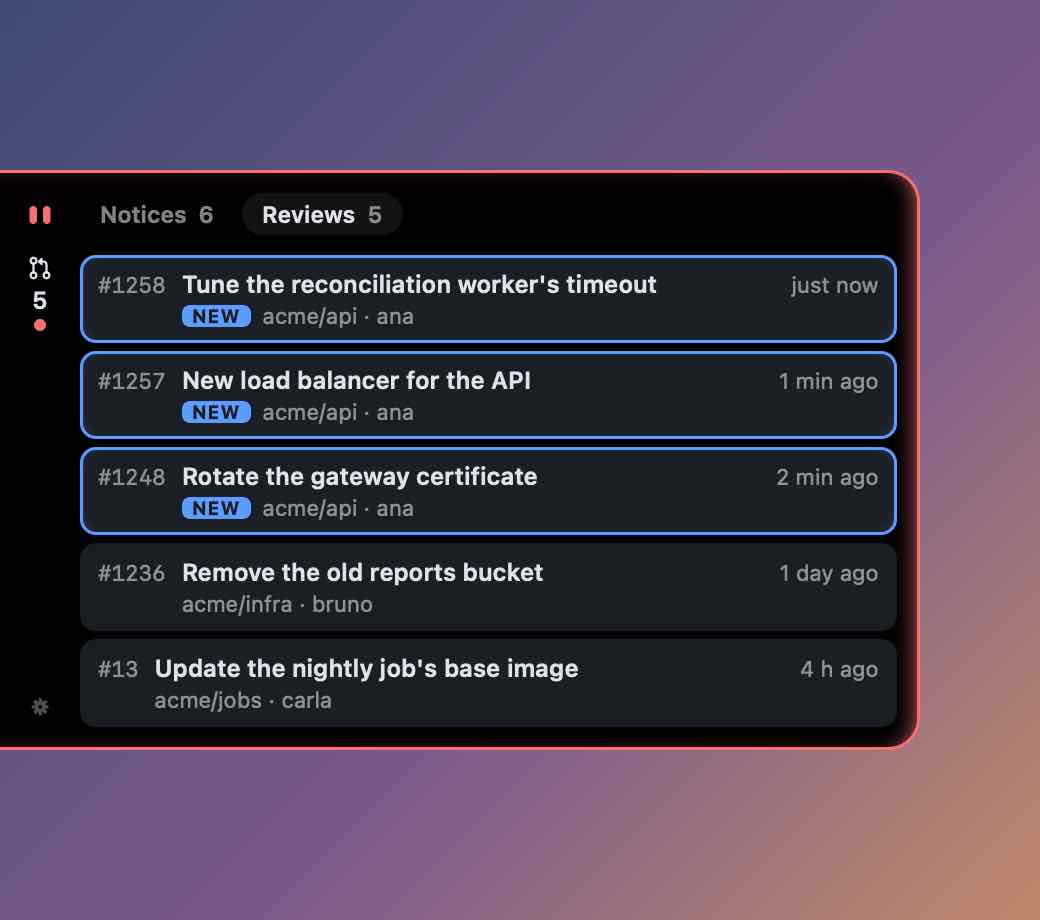 Notices 6 Reviews 5
5
#1258 Tune the reconciliation worker's timeout just now
NEW acme/api · ana
#1257 New load balancer for the API 1 min ago
NEW acme/api · ana
#1248 Rotate the gateway certificate 2 min ago
NEW acme/api · ana
#1236 Remove the old reports bucket 1 day ago
acme/infra · bruno
#13 Update the nightly job's base image 4 h ago
acme/jobs · carla